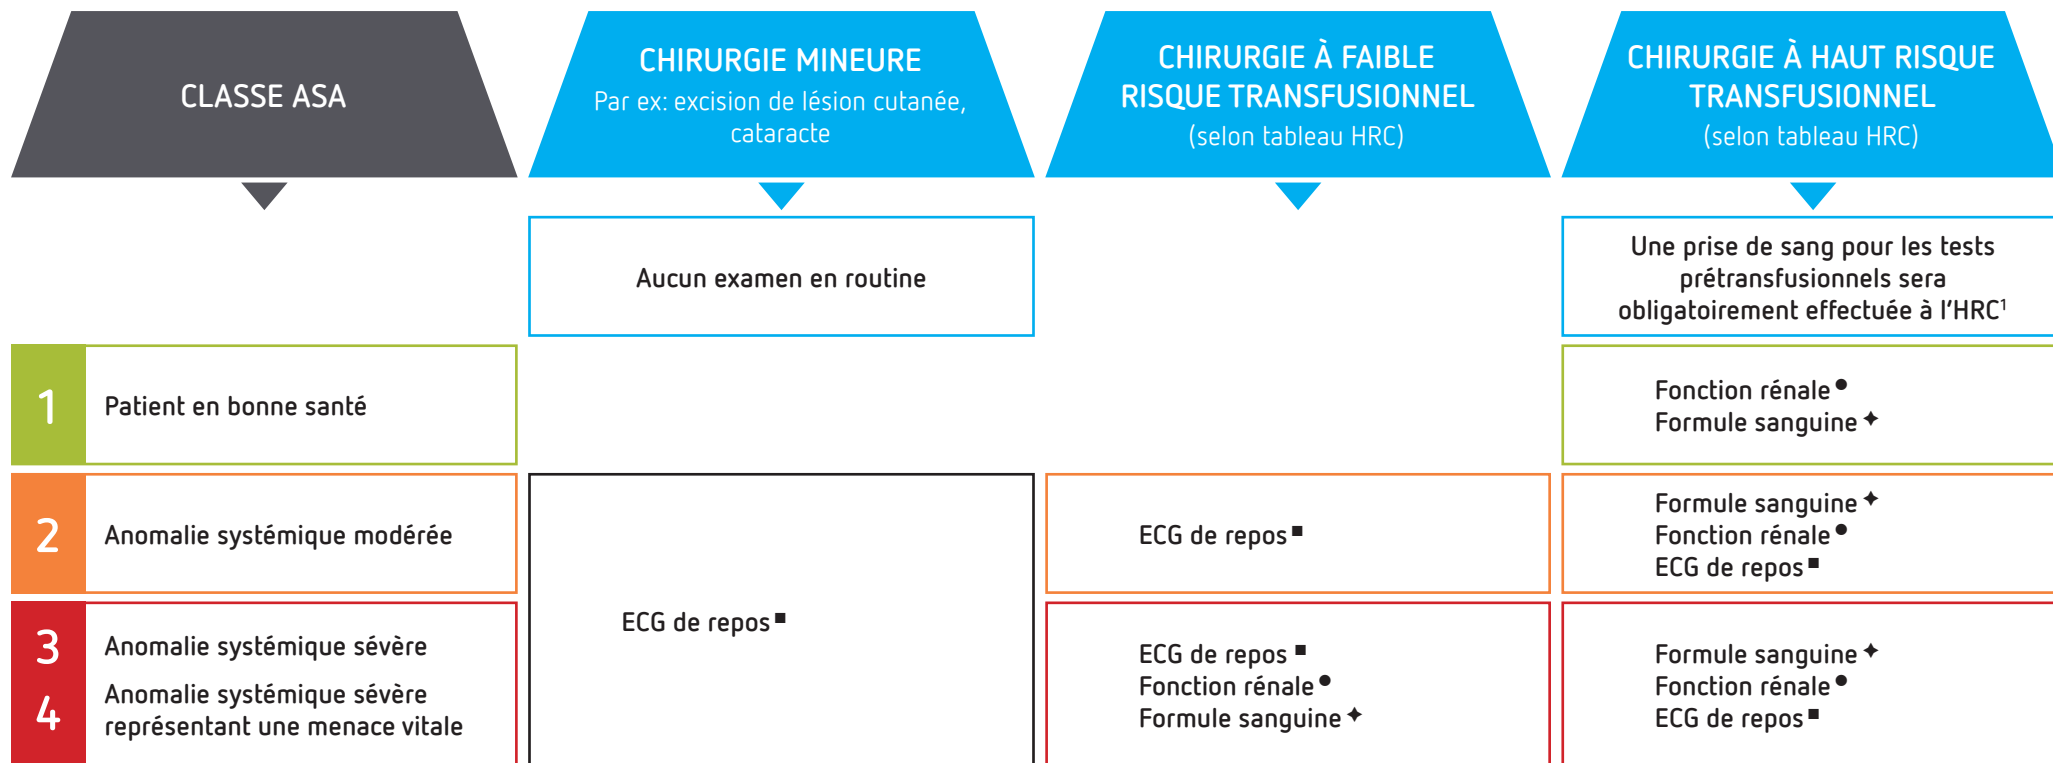 CLASSE ASA
CHIRURGIE MINEURE
Par ex: excision de lésion cutanée,
cataracte
CHIRURGIE À FAIBLE
RISQUE TRANSFUSIONNEL
(selon tableau HRC)
CHIRURGIE À HAUT RISQUE
TRANSFUSIONNEL
(selon tableau HRC)
Aucun examen en routine
Une prise de sang pour les tests
prétransfusionnels sera
obligatoirement effectuée à l'HRC¹
1
Patient en bonne santé
Fonction rénale ●
Formule sanguine ✦
2
Anomalie systémique modérée
ECG de repos ■
ECG de repos ■
Formule sanguine ✦
Fonction rénale ●
ECG de repos ■
3
Anomalie systémique sévère
4
Anomalie systémique sévère
représentant une menace vitale
ECG de repos ■
Fonction rénale ●
Formule sanguine ✦
Formule sanguine ✦
Fonction rénale ●
ECG de repos ■